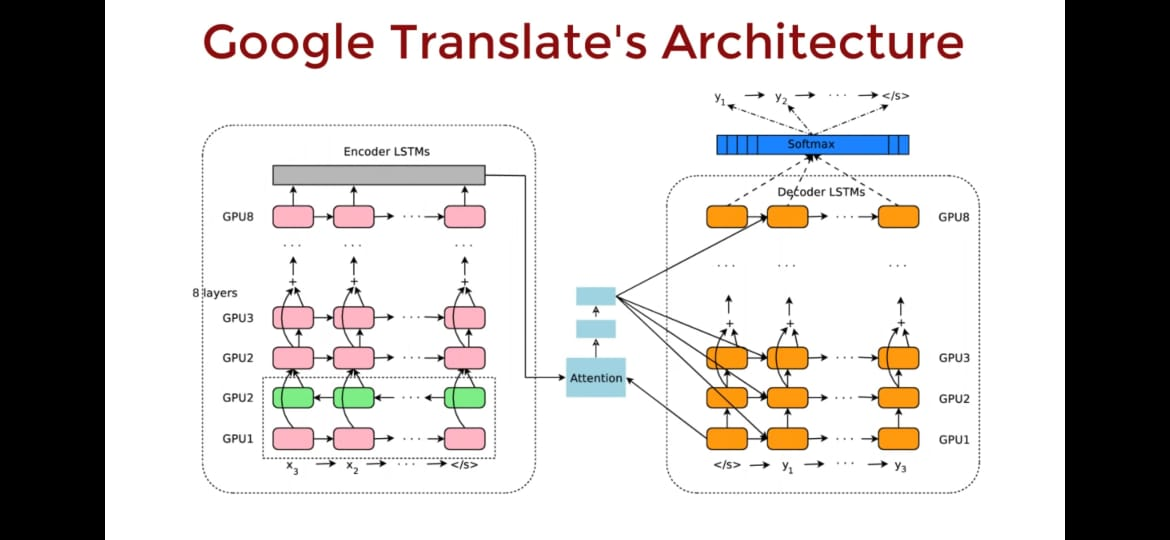 Google Translate's Architecture
y1 y2 ... </s>
Softmax
Encoder LSTMs
Decoder LSTMs
GPU8
GPU8
...
...
8 layers
GPU3
GPU3
GPU2
GPU2
GPU2
GPU1
GPU1
Attention
x3 x2 ... </s>
</s> y1 ... y3